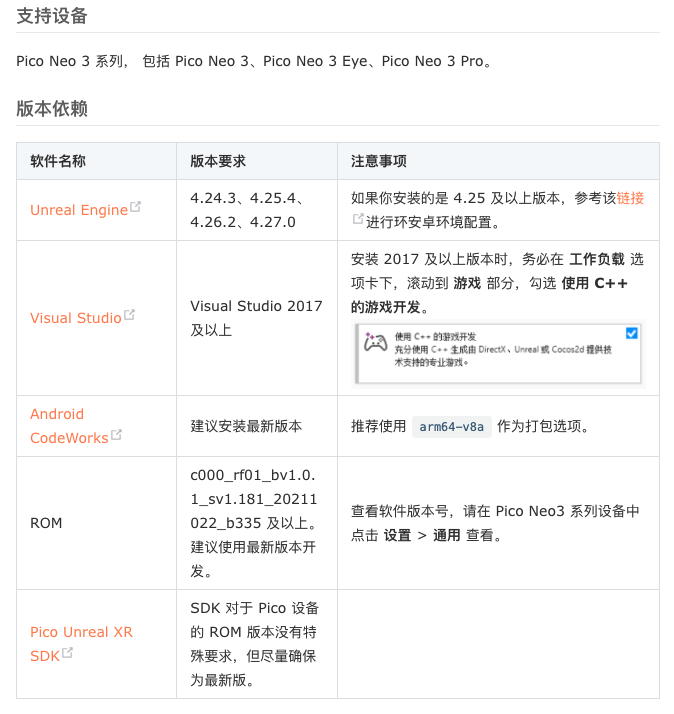 支持设备
Pico Neo 3 系列， 包括 Pico Neo 3、Pico Neo 3 Eye、Pico Neo 3 Pro。
版本依赖
软件名称
版本要求
注意事项
Unreal Engine
4.24.3、4.25.4、
4.26.2、4.27.0
如果你安装的是 4.25 及以上版本，参考该链接
进行环安卓环境配置。
Visual Studio
Visual Studio 2017
及以上
安装 2017 及以上版本时，务必在 工作负载 选
项卡下，滚动到 游戏 部分，勾选 使用 C++
的游戏开发。
使用 C++ 的游戏开发
充分使用 C++ 生成由 DirectX、Unreal 或 Cocos2d 提供技
术支持的专业游戏。
Android
CodeWorks
建议安装最新版本
推荐使用 arm64-v8a 作为打包选项。
ROM
c000_rf01_bv1.0.
1_sv1.181_20211
022_b335 及以上。
建议使用最新版本开
发。
查看软件版本号，请在 Pico Neo3 系列设备中
点击 设置 > 通用 查看。
Pico Unreal XR
SDK
SDK 对于 Pico 设备
的 ROM 版本没有特
殊要求，但尽量确保
为最新版。